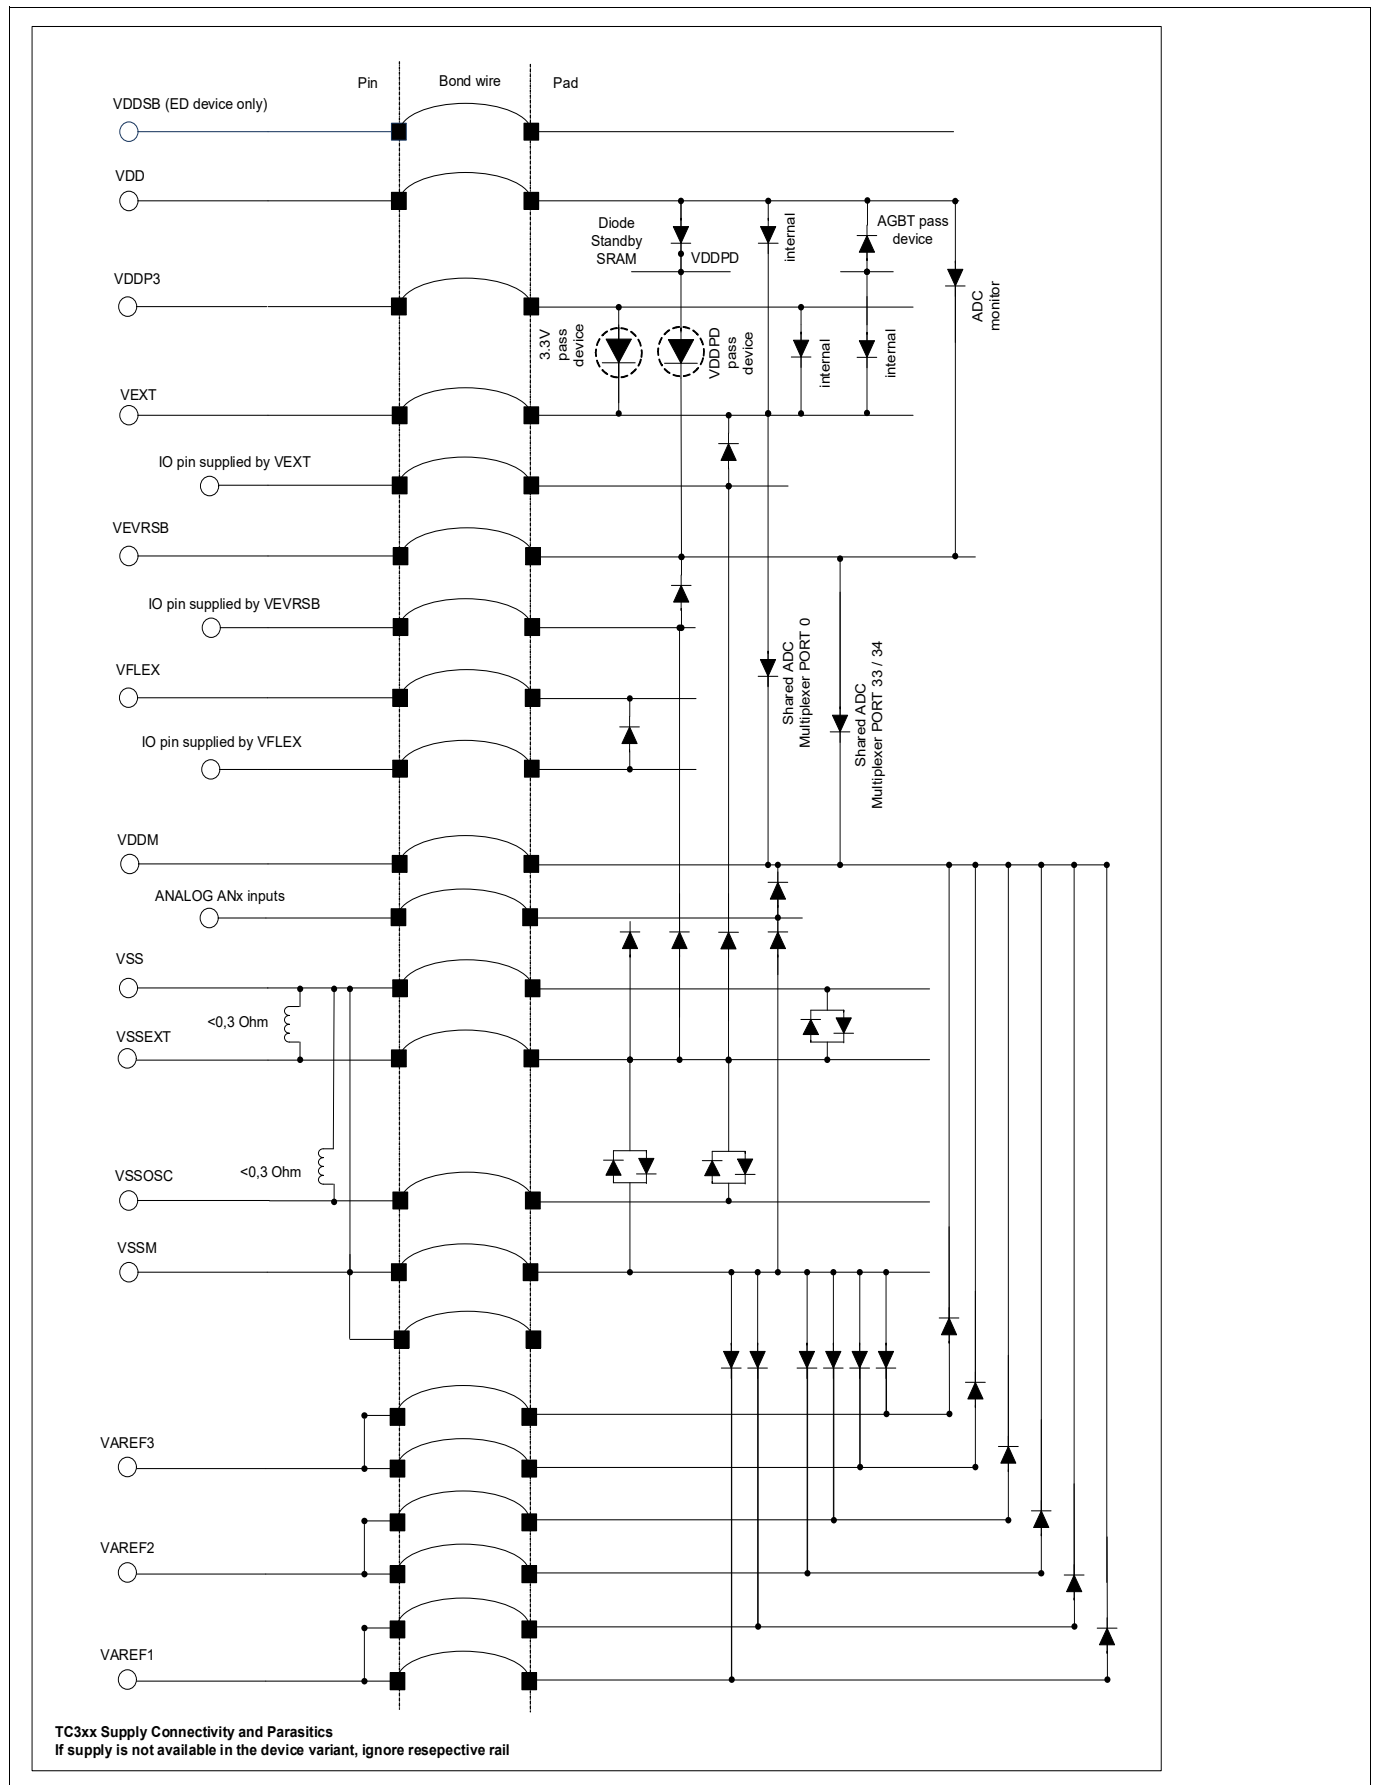 Pin
Bond wire
Pad
VDDSB (ED device only)
VDD
Diode
Standby
SRAM
VDDPD
internal
AGBT pass
device
ADC
monitor
VDDP3
3.3V
pass
device
VDDPD
pass
device
internal
internal
VEXT
IO pin supplied by VEXT
VEVRSB
IO pin supplied by VEVRSB
Shared ADC
Multiplexer PORT 0
Shared ADC
Multiplexer PORT 33 / 34
VFLEX
IO pin supplied by VFLEX
VDDM
ANALOG ANx inputs
VSS
<0,3 Ohm
VSSEXT
<0,3 Ohm
VSSOSC
VSSM
VAREF3
VAREF2
VAREF1
TC3xx Supply Connectivity and Parasitics
If supply is not available in the device variant, ignore resepective rail